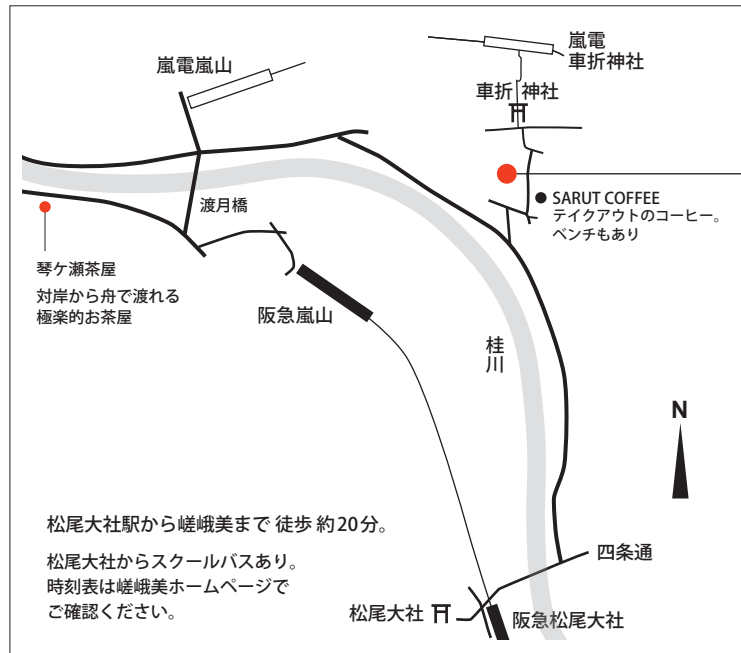 嵐電嵐山
嵐電
車折神社
車折 神社
渡月橋
SARUT COFFEE
テイクアウトのコーヒー。
ベンチもあり
琴ケ瀬茶屋
対岸から舟で渡れる
極楽的お茶屋
阪急嵐山
桂川
N
松尾大社駅から嵯峨美まで 徒歩 約20分。
松尾大社からスクールバスあり。
時刻表は嵯峨美ホームページで
ご確認ください。
四条通
松尾大社
阪急松尾大社